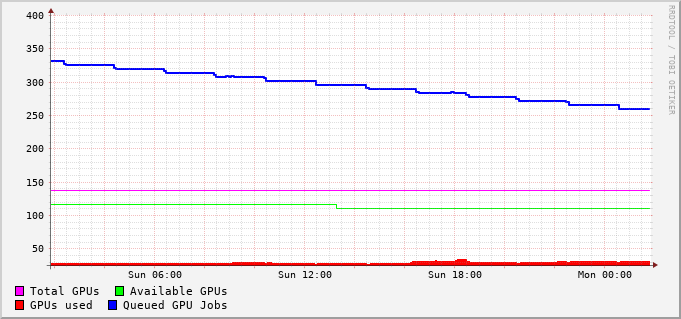 400
350
300
250
200
150
100
50
Sun 06:00 Sun 12:00 Sun 18:00 Mon 00:00
Total GPUs Available GPUs
GPUs used Queued GPU Jobs
RRDTOOL / TOBI OETIKER